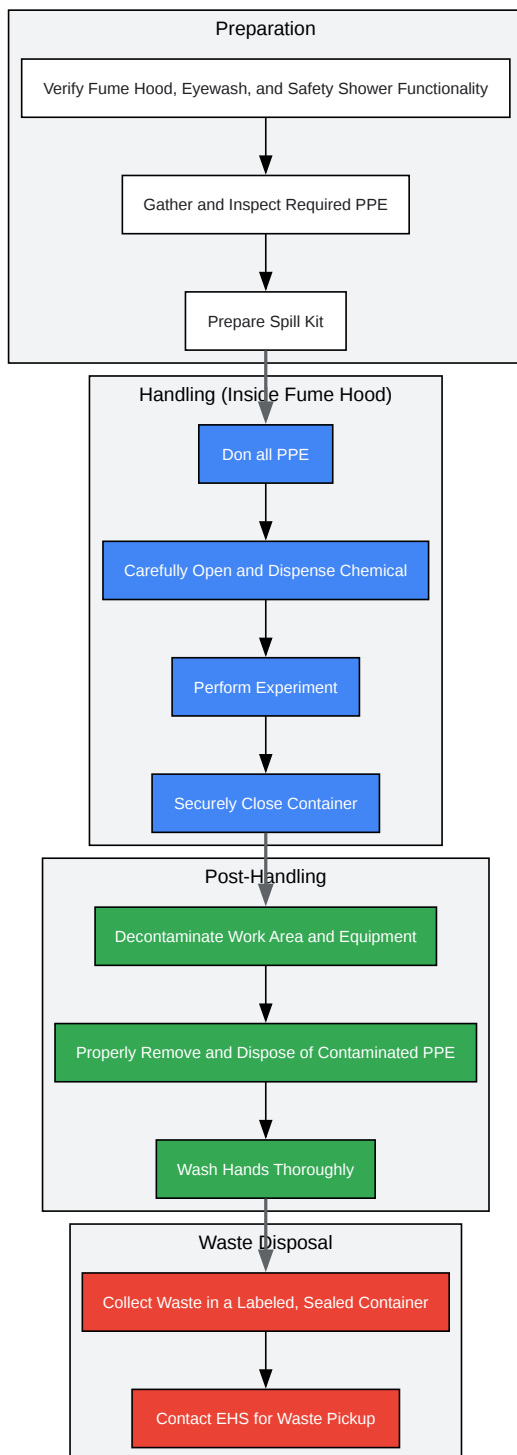 Preparation
Verify Fume Hood, Eyewash, and Safety Shower Functionality
Gather and Inspect Required PPE
Prepare Spill Kit
Handling (Inside Fume Hood)
Don all PPE
Carefully Open and Dispense Chemical
Perform Experiment
Securely Close Container
Post-Handling
Decontaminate Work Area and Equipment
Properly Remove and Dispose of Contaminated PPE
Wash Hands Thoroughly
Waste Disposal
Collect Waste in a Labeled, Sealed Container
Contact EHS for Waste Pickup